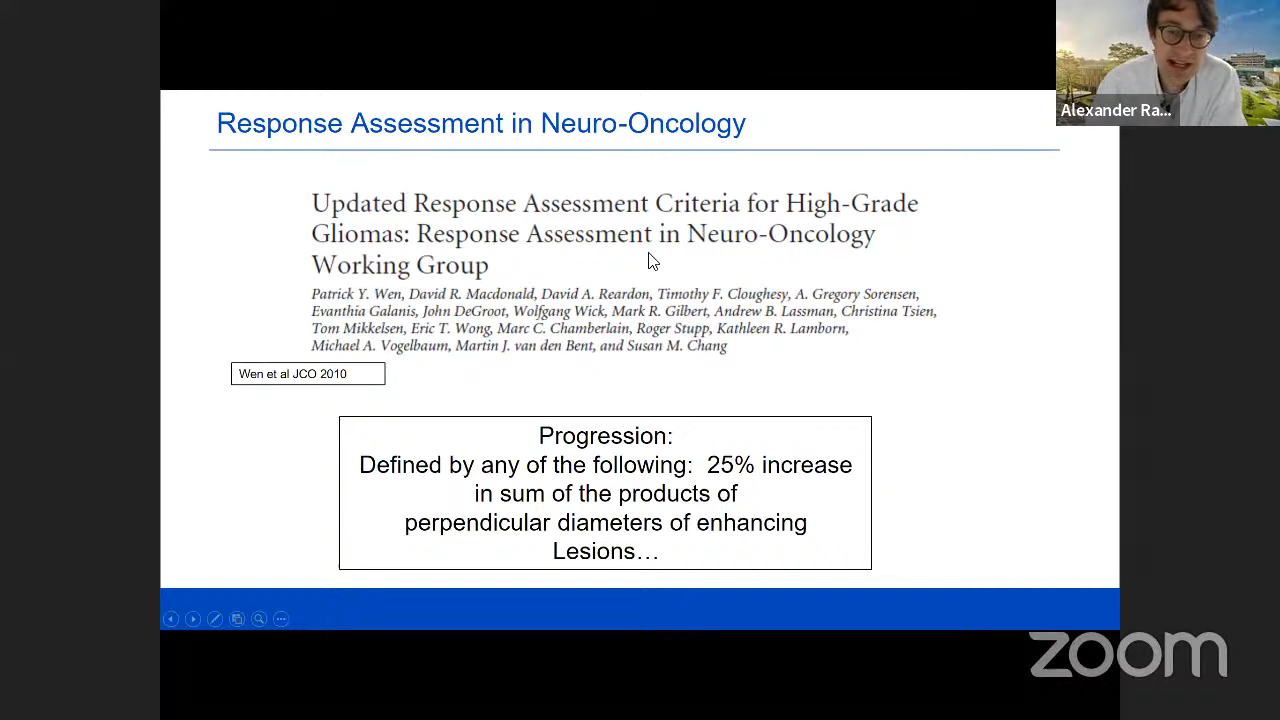 Alexander Ra...
Response Assessment in Neuro-Oncology
Updated Response Assessment Criteria for High-Grade
Gliomas: Response Assessment in Neuro-Oncology
Working Group
Patrick Y. Wen, David R. Macdonald, David A. Reardon, Timothy F. Cloughesy, A. Gregory Sorensen,
Evanthia Galanis, John DeGroot, Wolfgang Wick, Mark R. Gilbert, Andrew B. Lassman, Christina Tsien,
Tom Mikkelsen, Eric T. Wong, Marc C. Chamberlain, Roger Stupp, Kathleen R. Lamborn,
Michael A. Vogelbaum, Martin J. van den Bent, and Susan M. Chang
Wen et al JCO 2010
Progression:
Defined by any of the following: 25% increase
in sum of the products of
perpendicular diameters of enhancing
Lesions…
zoom